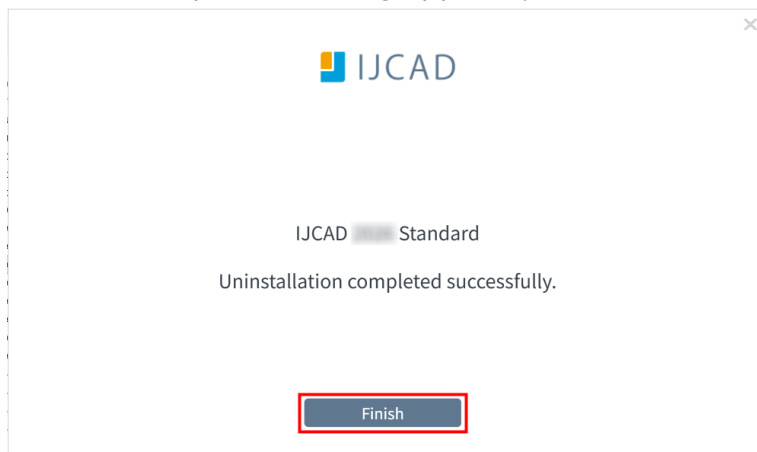 IJCAD
IJCAD Standard
Uninstallation completed successfully.
Finish